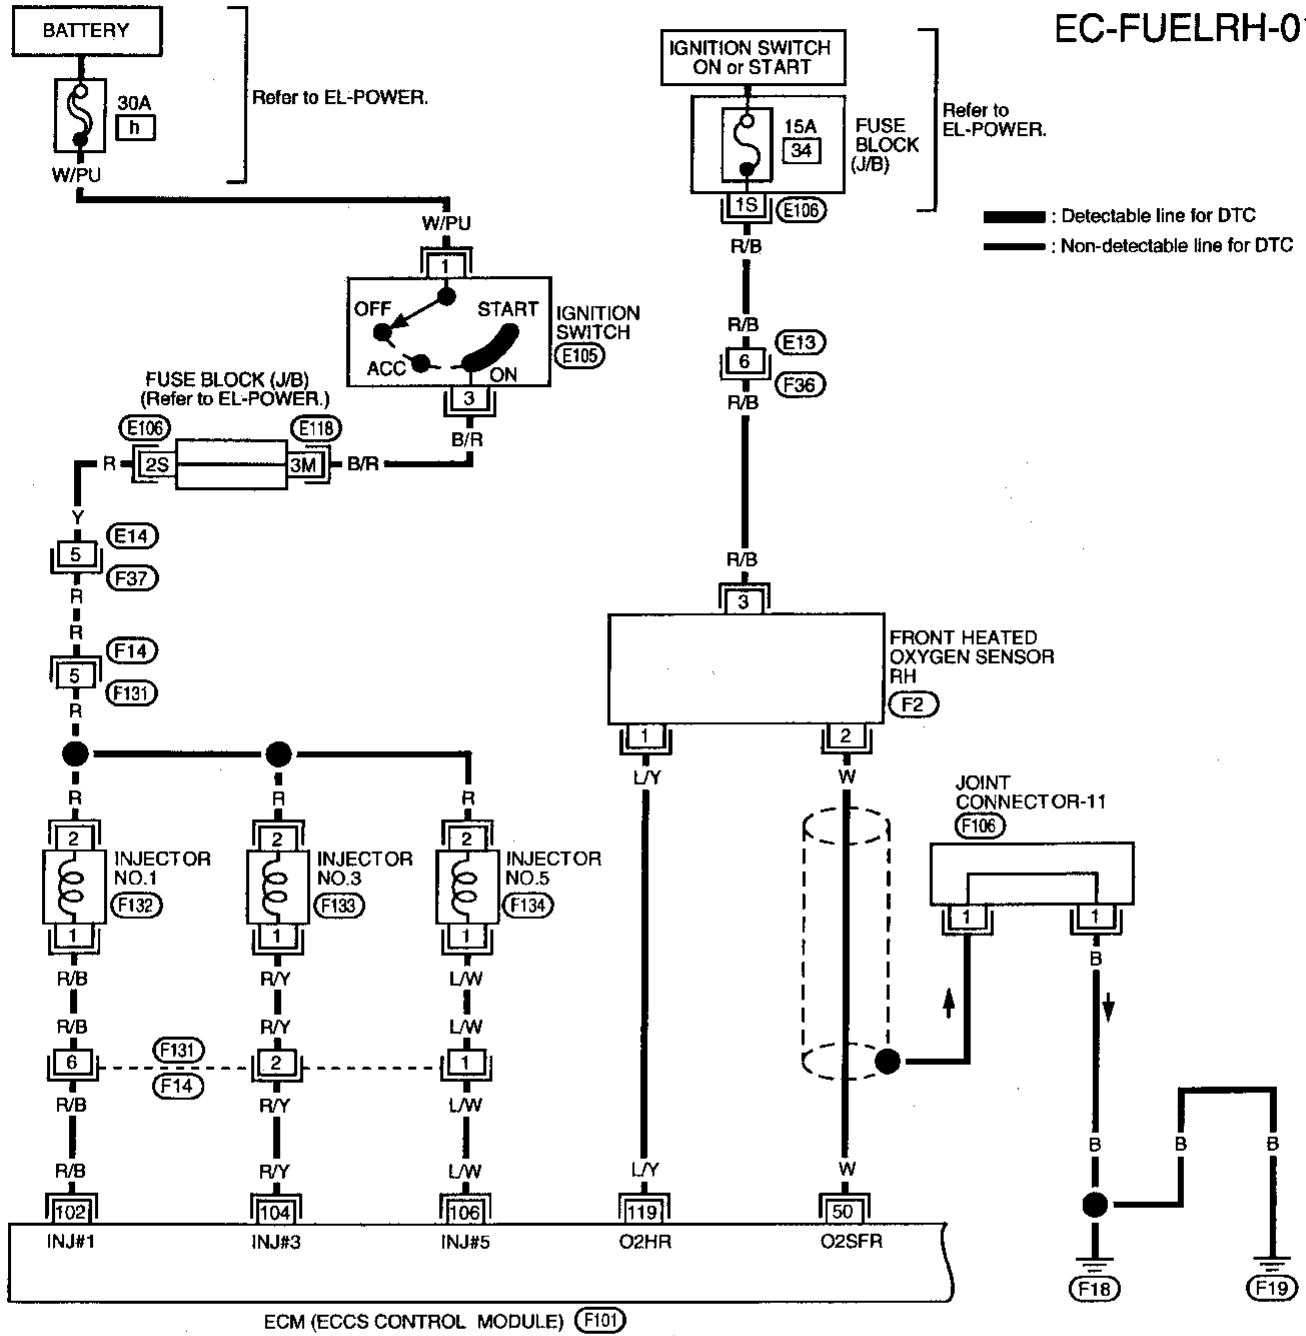 EC-FUELRH-01
BATTERY
30A
h
Refer to EL-POWER.
W/PU
W/PU
1
OFF
START
ACC
ON
IGNITION
SWITCH
E105
3
B/R
FUSE BLOCK (J/B)
(Refer to EL-POWER.)
E106
E118
R
2S
3M
B/R
Y
5
E14
F37
R
R
5
F14
F131
R
R
R
R
2
2
2
INJECTOR
NO.1
F132
INJECTOR
NO.3
F133
INJECTOR
NO.5
F134
1
1
1
R/B
R/Y
L/W
R/B
R/Y
L/W
6
F131
F14
2
1
R/B
R/Y
L/W
R/B
R/Y
L/W
IGNITION SWITCH
ON or START
15A
34
FUSE
BLOCK
(J/B)
Refer to
EL-POWER.
1S
E106
R/B
: Detectable line for DTC
: Non-detectable line for DTC
R/B
6
E13
F36
R/B
R/B
3
FRONT HEATED
OXYGEN SENSOR
RH
F2
1
2
L/Y
W
JOINT
CONNECTOR-11
F106
1
1
B
L/Y
W
B
B
B
102
104
106
119
50
INJ#1
INJ#3
INJ#5
O2HR
O2SFR
F18
F19
ECM (ECCS CONTROL MODULE)
F101